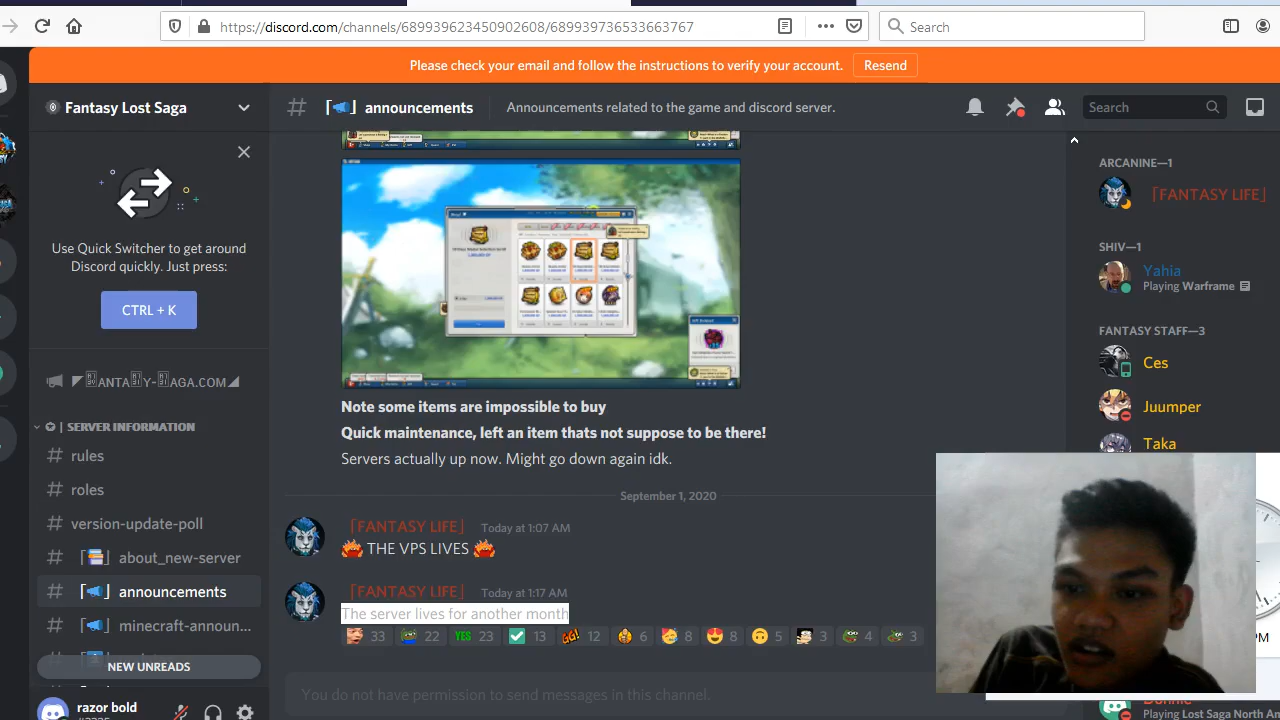 https://discord.com/channels/689939623450902608/689939736533663767
Search
Please check your email and follow the instructions to verify your account.
Resend
Fantasy Lost Saga
announcements
Announcements related to the game and discord server.
Search
Use Quick Switcher to get around
Discord quickly. Just press:
CTRL + K
ANTA Y- AGA.COM
SERVER INFORMATION
rules
roles
version-update-poll
about_new-server
announcements
minecraft-announ...
NEW UNREADS
razor bold
Note some items are impossible to buy
Quick maintenance, left an item thats not suppose to be there!
Servers actually up now. Might go down again idk.
September 1, 2020
「FANTASY LIFE」 Today at 1:07 AM
THE VPS LIVES
「FANTASY LIFE」 Today at 1:17 AM
The server lives for another month
33 22 YES 23 13 GG! 12 6 8 8 5 3 4 3
You do not have permission to send messages in this channel.
ARCANINE—1
「FANTASY LIFE」
SHIV—1
Yahia
Playing Warframe
FANTASY STAFF—3
Ces
Juumper
Taka
PM
Playing Lost Saga North An